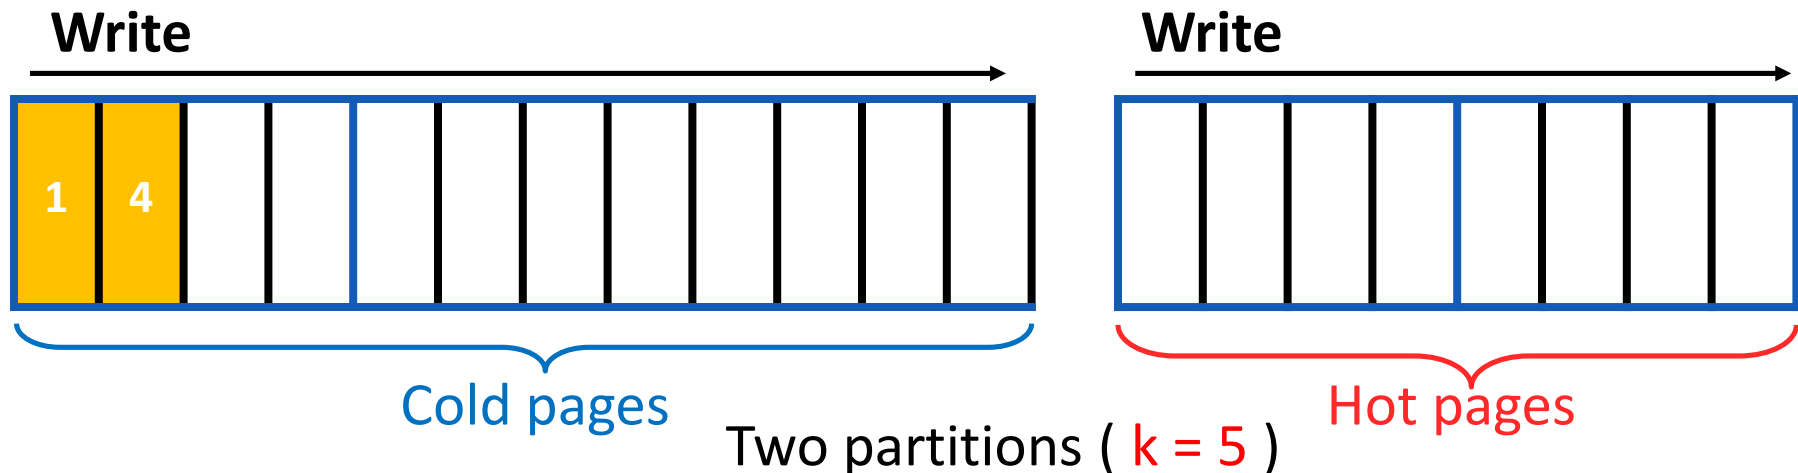 Write
Write
1 4
Cold pages
Hot pages
Two partitions ( k = 5 )